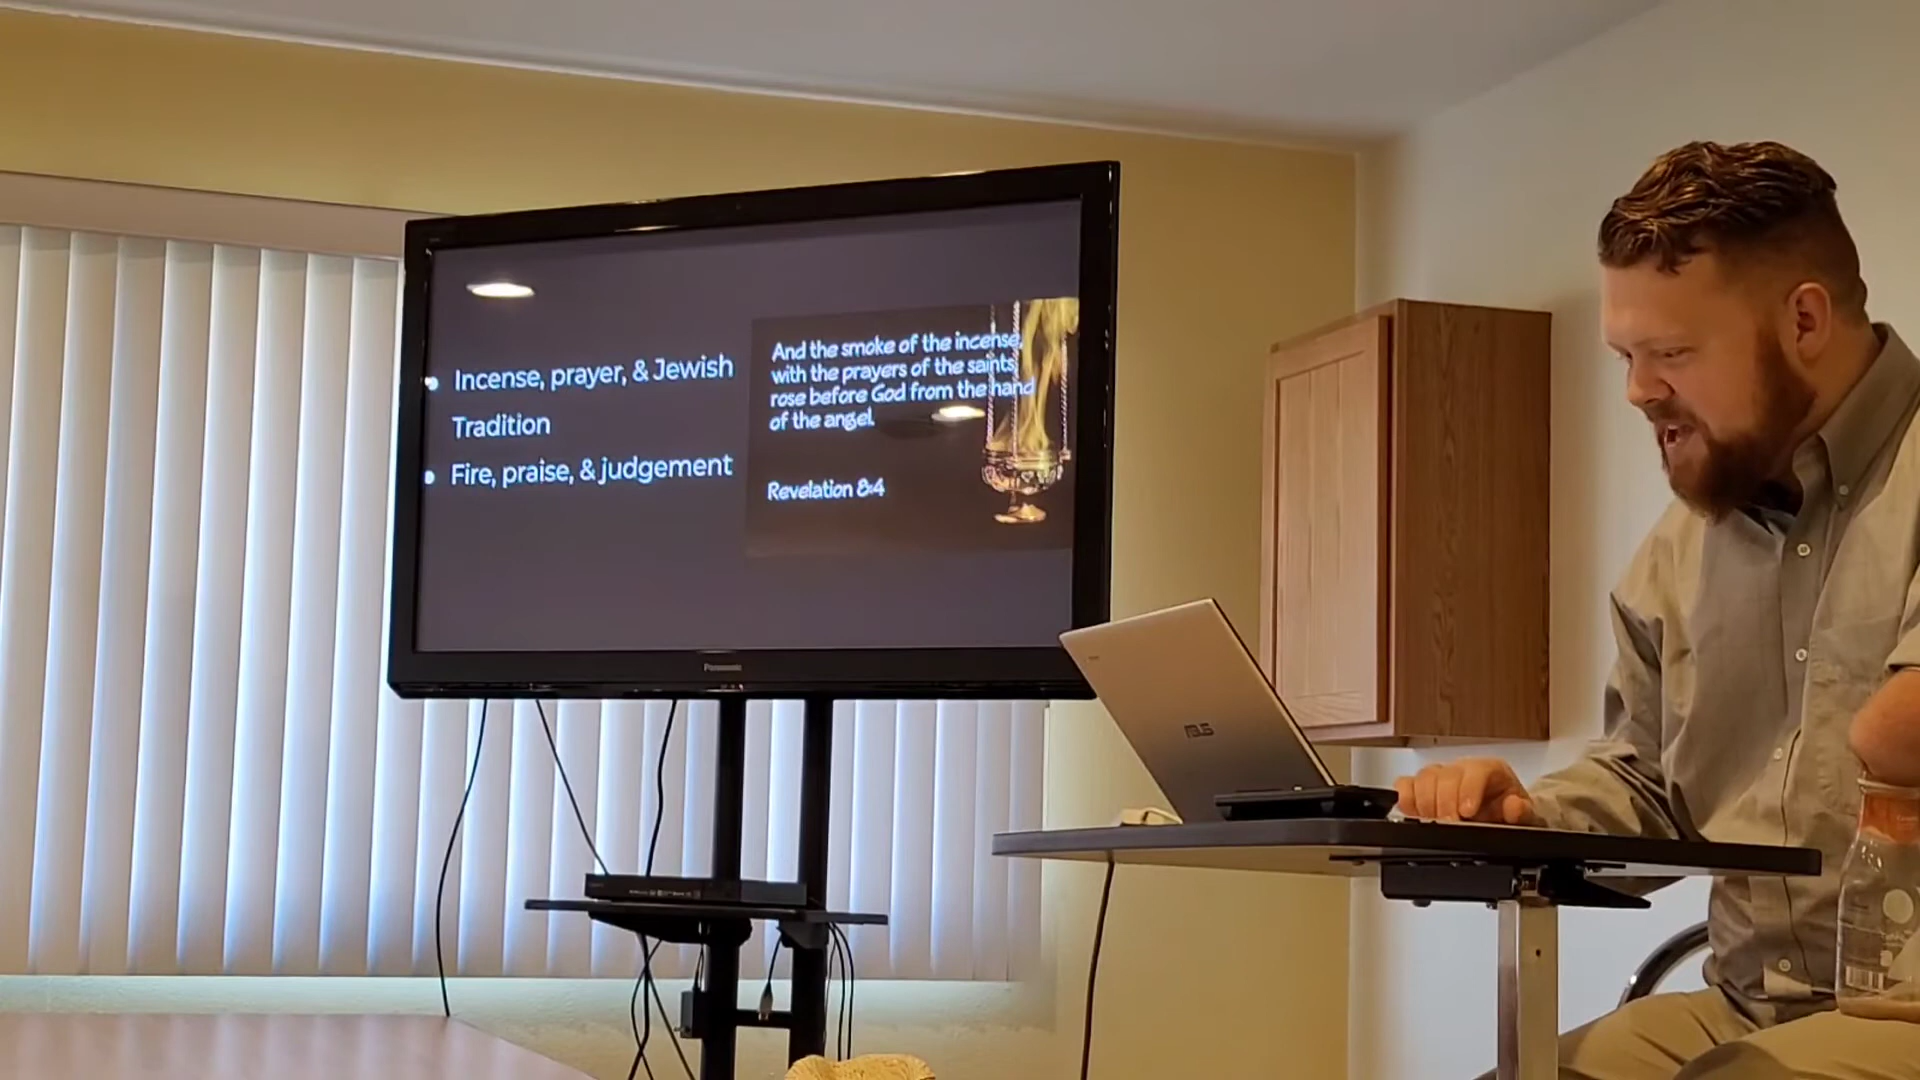 Incense, prayer, & Jewish
Tradition
Fire, praise, & judgement
And the smoke of the incense,
with the prayers of the saints,
rose before God from the hand
of the angel.
Revelation 8:4
Panasonic
ASUS